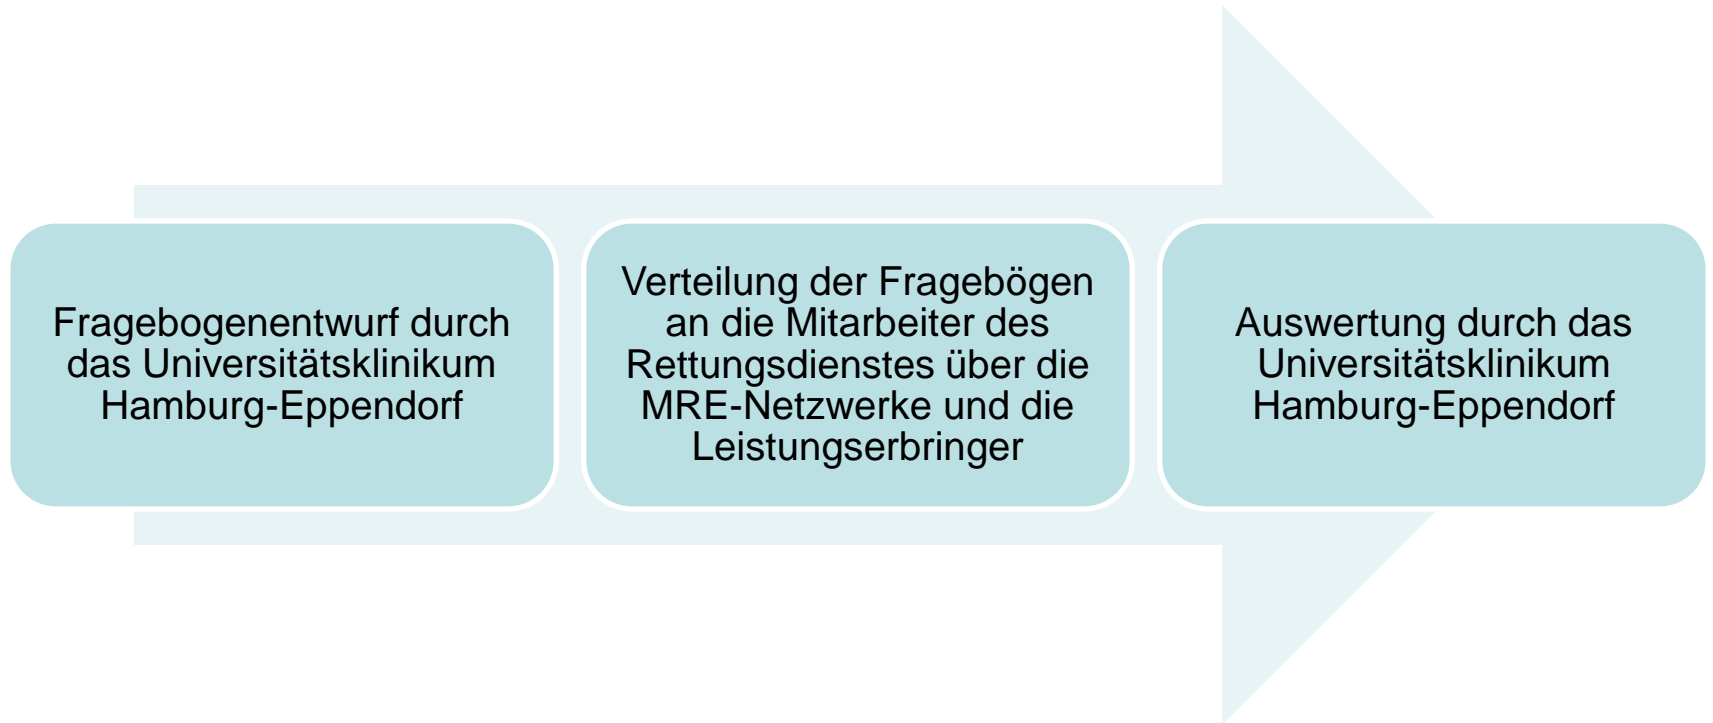 Fragebogenentwurf durch
das Universitätsklinikum
Hamburg-Eppendorf
Verteilung der Fragebögen
an die Mitarbeiter des
Rettungsdienstes über die
MRE-Netzwerke und die
Leistungserbringer
Auswertung durch das
Universitätsklinikum
Hamburg-Eppendorf